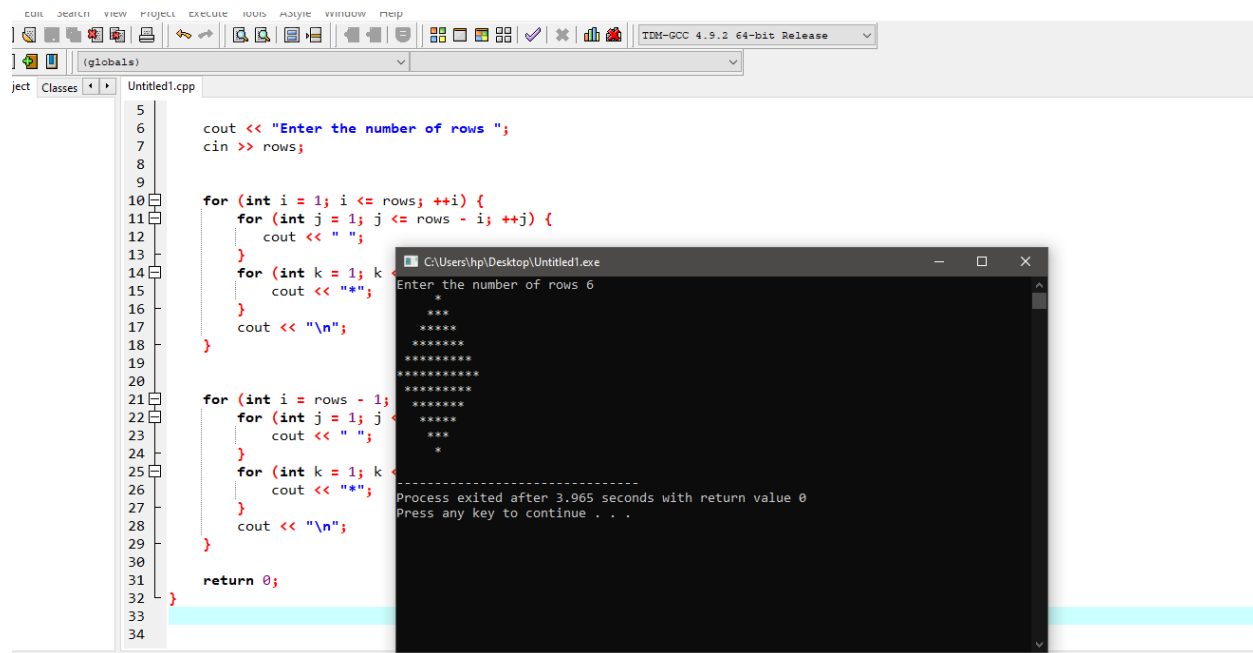 Edit Search View Project Execute Tools AStyle Window Help
TDM-GCC 4.9.2 64-bit Release
(globals)
Classes
Untitled1.cpp
5
6 cout << "Enter the number of rows ";
7 cin >> rows;
8
9
10 for (int i = 1; i <= rows; ++i) {
11 for (int j = 1; j <= rows - i; ++j) {
12 cout << " ";
13 }
14 for (int k = 1; k <
15 cout << "*";
16 }
17 cout << "\n";
18 }
19
20
21 for (int i = rows - 1;
22 for (int j = 1; j <
23 cout << " ";
24 }
25 for (int k = 1; k <
26 cout << "*";
27 }
28 cout << "\n";
29 }
30
31 return 0;
32 }
33
34
C:\Users\hp\Desktop\Untitled1.exe
Enter the number of rows 6
     *
    ***
   *****
  *******
 *********
***********
 *********
  *******
   *****
    ***
     *
--------------------------------
Process exited after 3.965 seconds with return value 0
Press any key to continue . . .